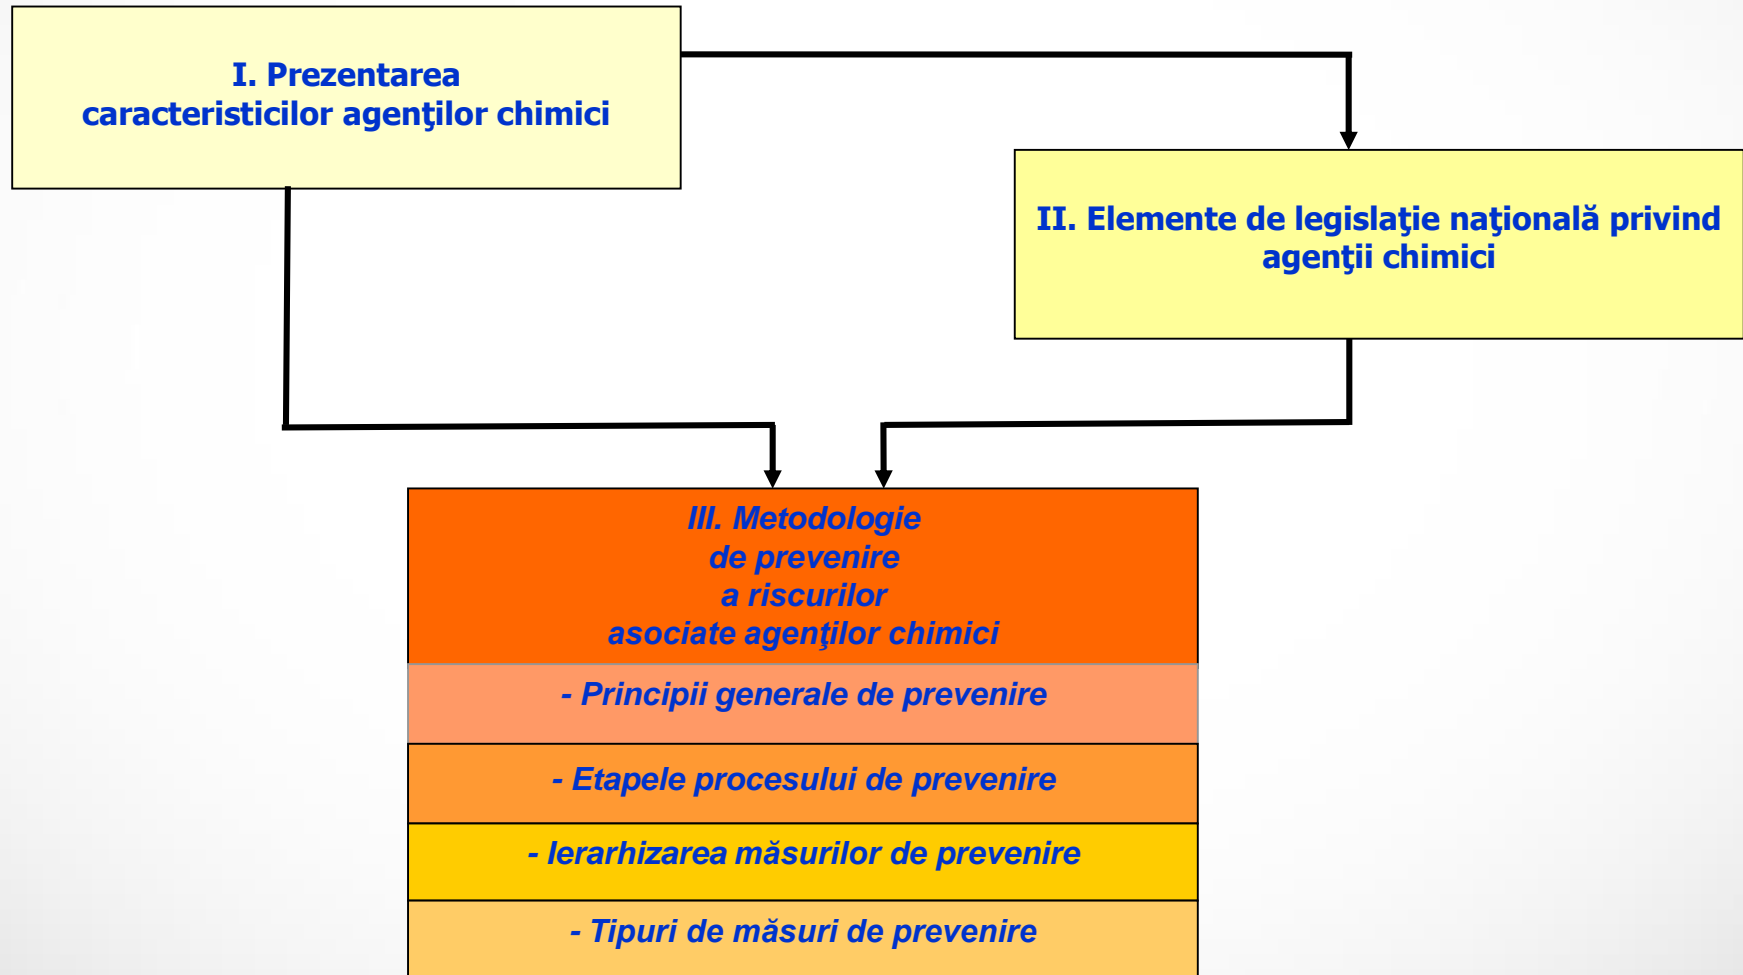 I. Prezentarea
caracteristicilor agenţilor chimici
II. Elemente de legislaţie naţională privind
agenţii chimici
III. Metodologie
de prevenire
a riscurilor
asociate agenţilor chimici
- Principii generale de prevenire
- Etapele procesului de prevenire
- Ierarhizarea măsurilor de prevenire
- Tipuri de măsuri de prevenire